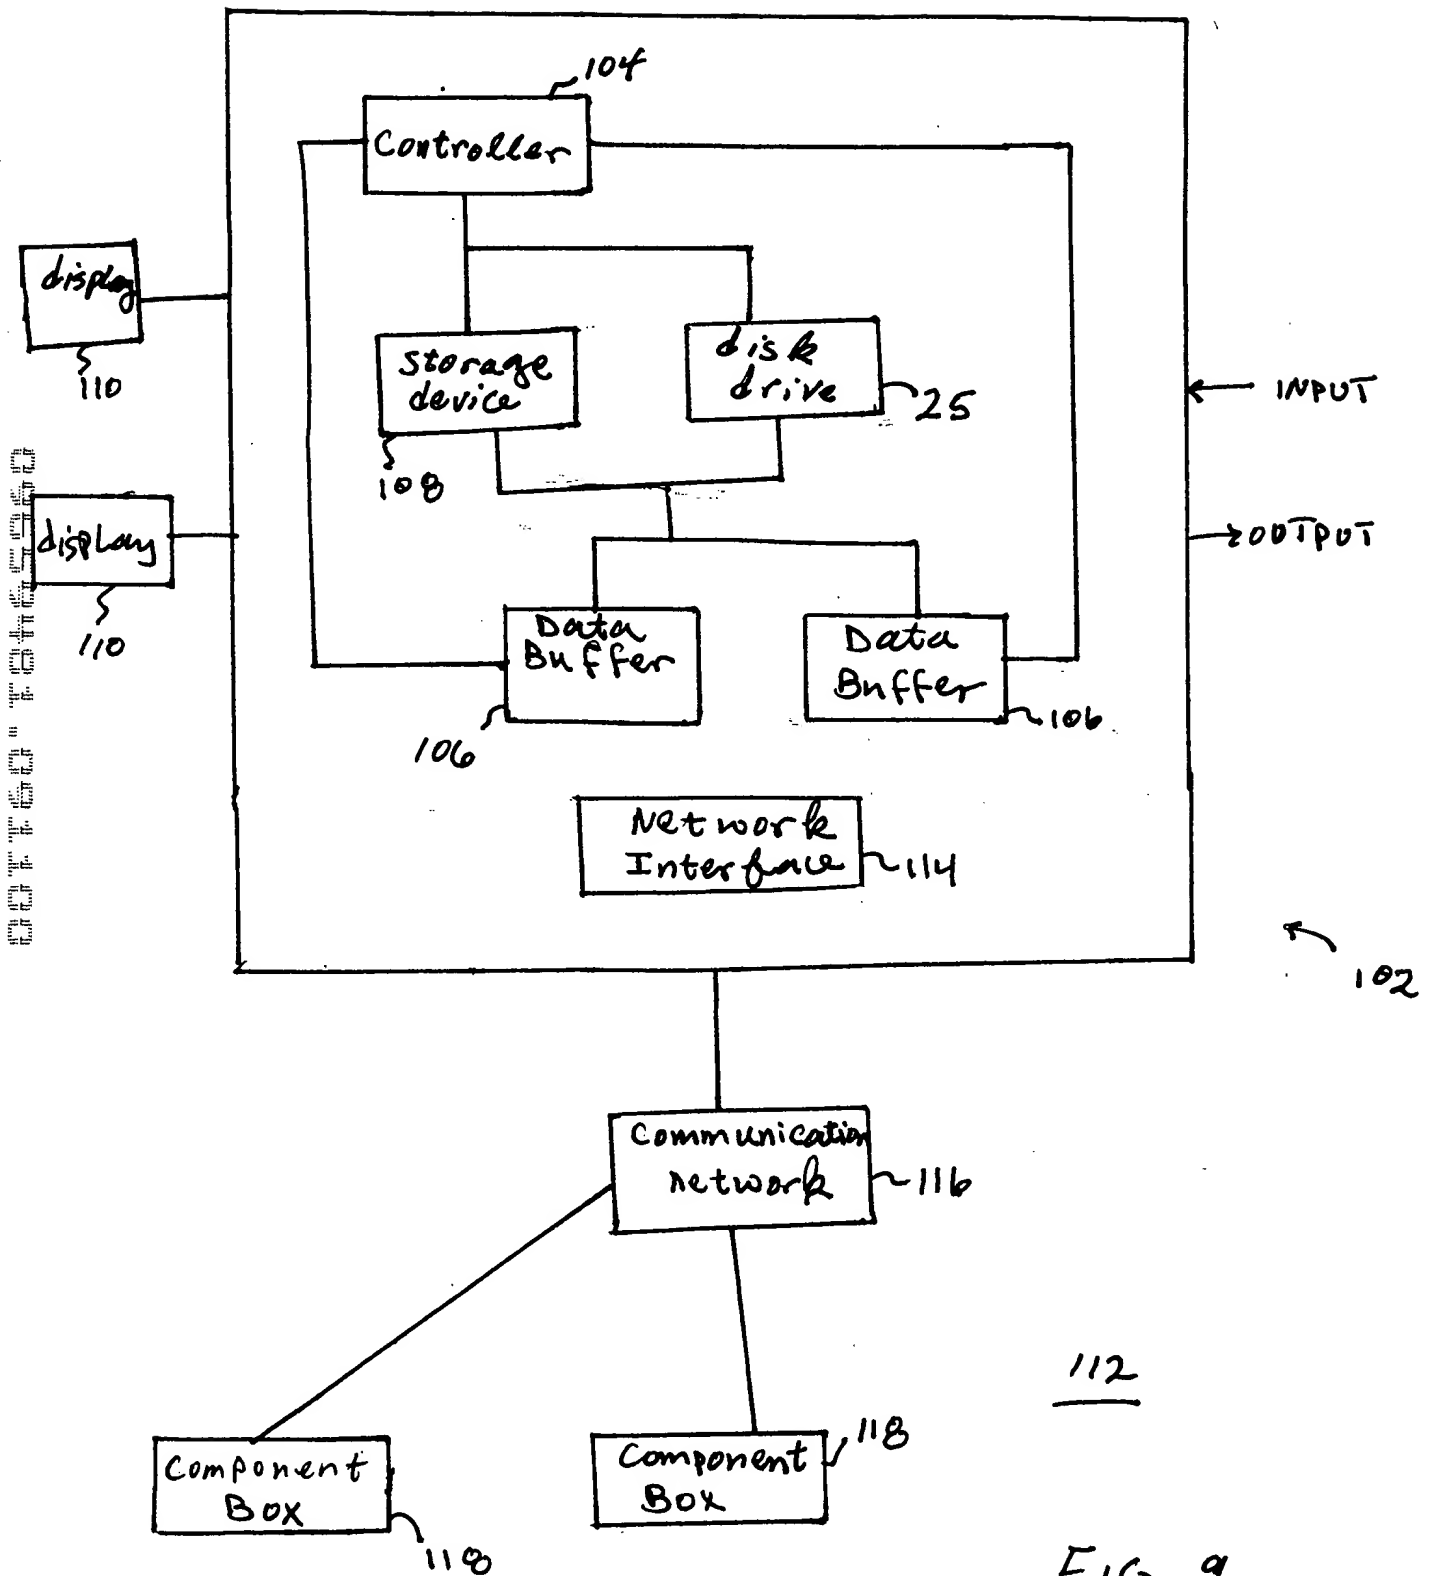 104
Controller
display
110
storage
device
108
disk
drive
25
INPUT
display
110
OUTPUT
Data
Buffer
106
Data
Buffer
106
Network
Interface
114
102
Communication
network
116
112
Component
Box
118
Component
Box
118
FIG. 9